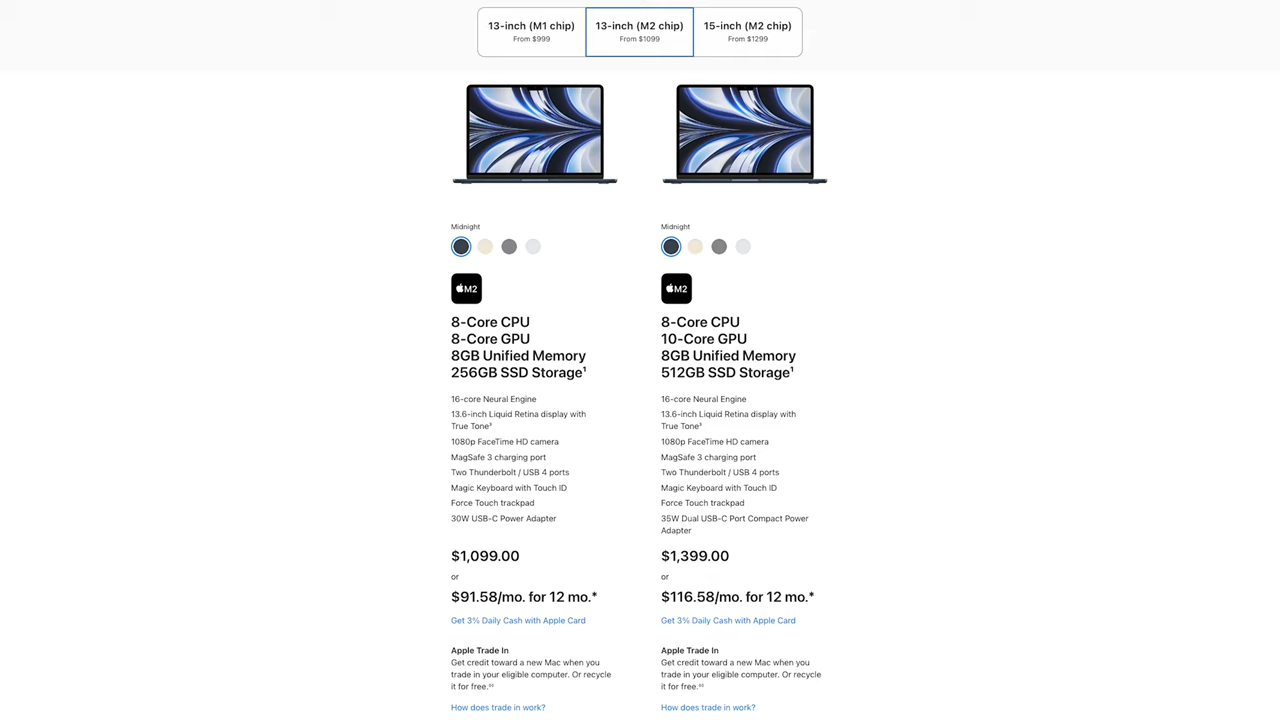 13-inch (M1 chip)
From $999
13-inch (M2 chip)
From $1099
15-inch (M2 chip)
From $1299
Midnight
M2
8-Core CPU
8-Core GPU
8GB Unified Memory
256GB SSD Storage¹
16-core Neural Engine
13.6-inch Liquid Retina display with
True Tone³
1080p FaceTime HD camera
MagSafe 3 charging port
Two Thunderbolt / USB 4 ports
Magic Keyboard with Touch ID
Force Touch trackpad
30W USB-C Power Adapter
$1,099.00
or
$91.58/mo. for 12 mo.*
Get 3% Daily Cash with Apple Card
Apple Trade In
Get credit toward a new Mac when you
trade in your eligible computer. Or recycle
it for free.◊◊
How does trade in work?
Midnight
M2
8-Core CPU
10-Core GPU
8GB Unified Memory
512GB SSD Storage¹
16-core Neural Engine
13.6-inch Liquid Retina display with
True Tone³
1080p FaceTime HD camera
MagSafe 3 charging port
Two Thunderbolt / USB 4 ports
Magic Keyboard with Touch ID
Force Touch trackpad
35W Dual USB-C Port Compact Power
Adapter
$1,399.00
or
$116.58/mo. for 12 mo.*
Get 3% Daily Cash with Apple Card
Apple Trade In
Get credit toward a new Mac when you
trade in your eligible computer. Or recycle
it for free.◊◊
How does trade in work?